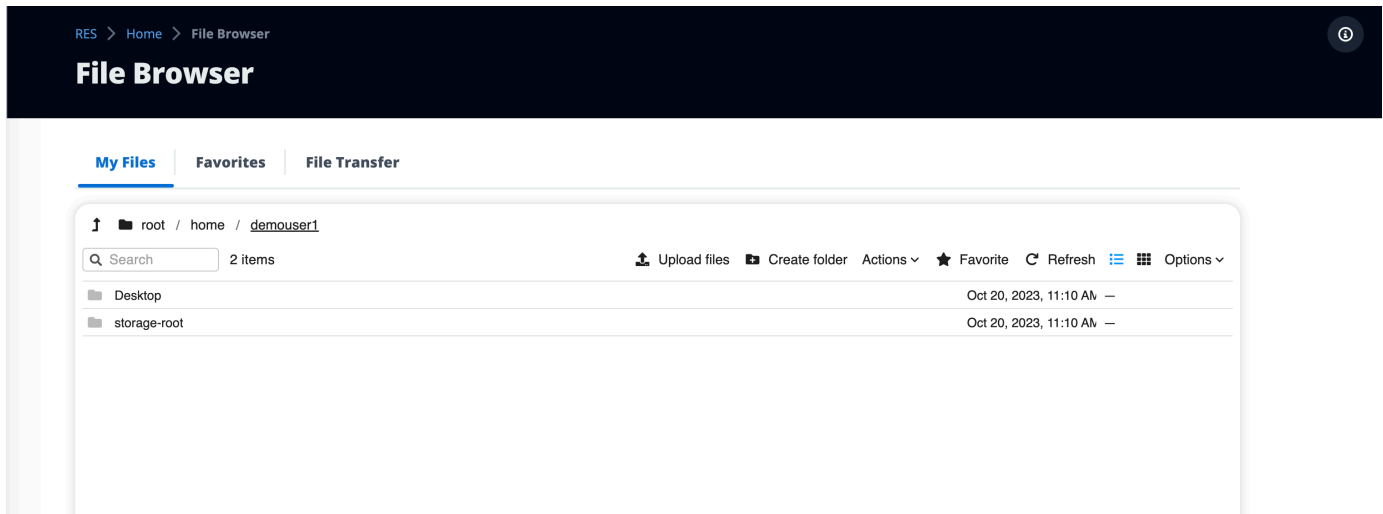 RES > Home > File Browser
File Browser
My Files Favorites File Transfer
root / home / demouser1
Search 2 items Upload files Create folder Actions Favorite Refresh Options
Desktop Oct 20, 2023, 11:10 AM —
storage-root Oct 20, 2023, 11:10 AM —